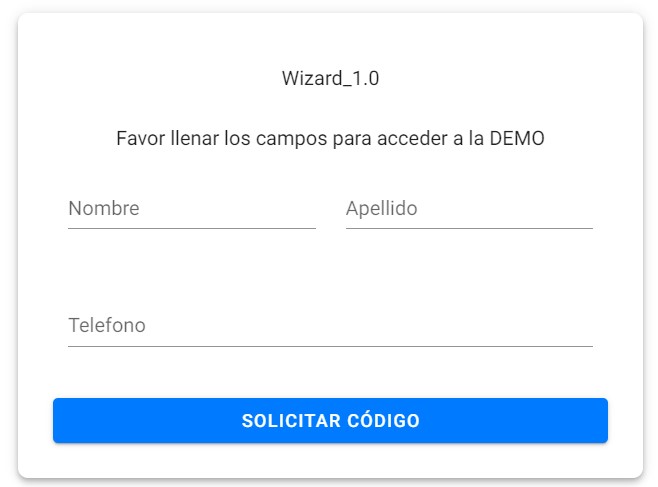 Wizard_1.0
Favor llenar los campos para acceder a la DEMO
Nombre Apellido
Telefono
SOLICITAR CÓDIGO